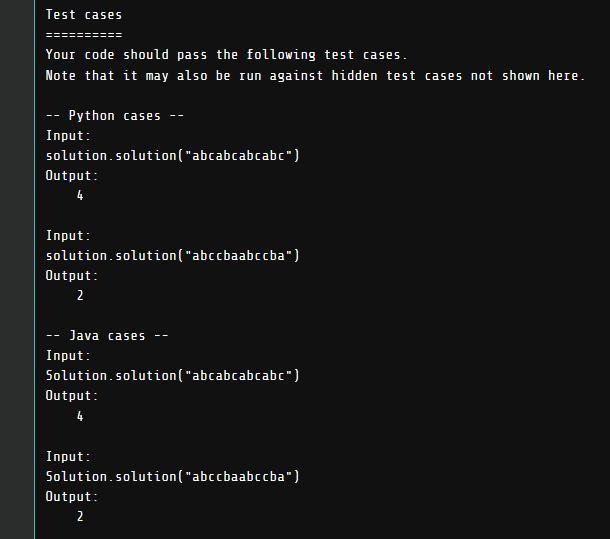 Test cases
==========
Your code should pass the following test cases.
Note that it may also be run against hidden test cases not shown here.
-- Python cases --
Input:
solution.solution("abcabcabcabc")
Output:
4
Input:
solution.solution("abccbaabccba")
Output:
2
-- Java cases --
Input:
Solution.solution("abcabcabcabc")
Output:
4
Input:
Solution.solution("abccbaabccba")
Output:
2